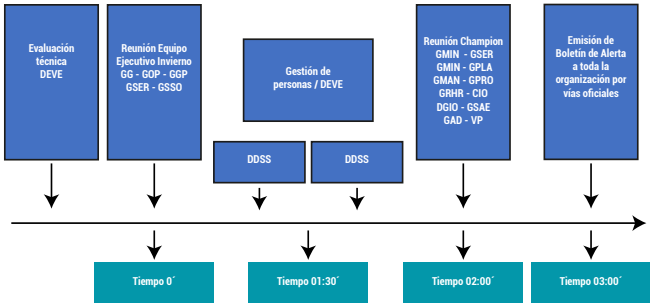 Evaluación
técnica
DEVE
Reunión Equipo
Ejecutivo Invierno
GG - GOP - GGP
GSER - GSSO
Gestión de
personas / DEVE
DDSS
DDSS
Reunión Champion
GMIN - GSER
GMIN - GPLA
GMAN - GPRO
GRHR - CIO
DGIO - GSAE
GAD - VP
Emisión de
Boletín de Alerta
a toda la
organización por
vías oficiales
Tiempo 0´
Tiempo 01:30´
Tiempo 02:00´
Tiempo 03:00´